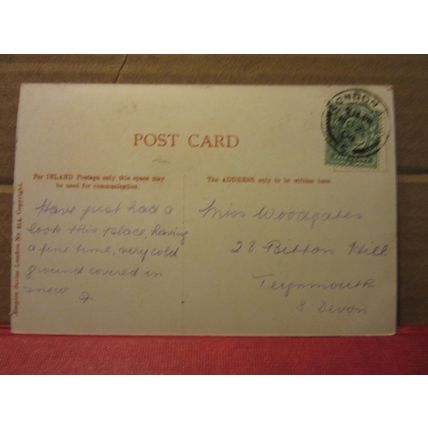 POST CARD
For INLAND Postage only this space may
be used for communication.
The ADDRESS only to be written here.
Have just had a
look this place, having
a fine time, very cold
ground covered in
snow
Miss Woodgates
28 Bitton Hill
Teignmouth
S Devon
LONDON
Copyright.